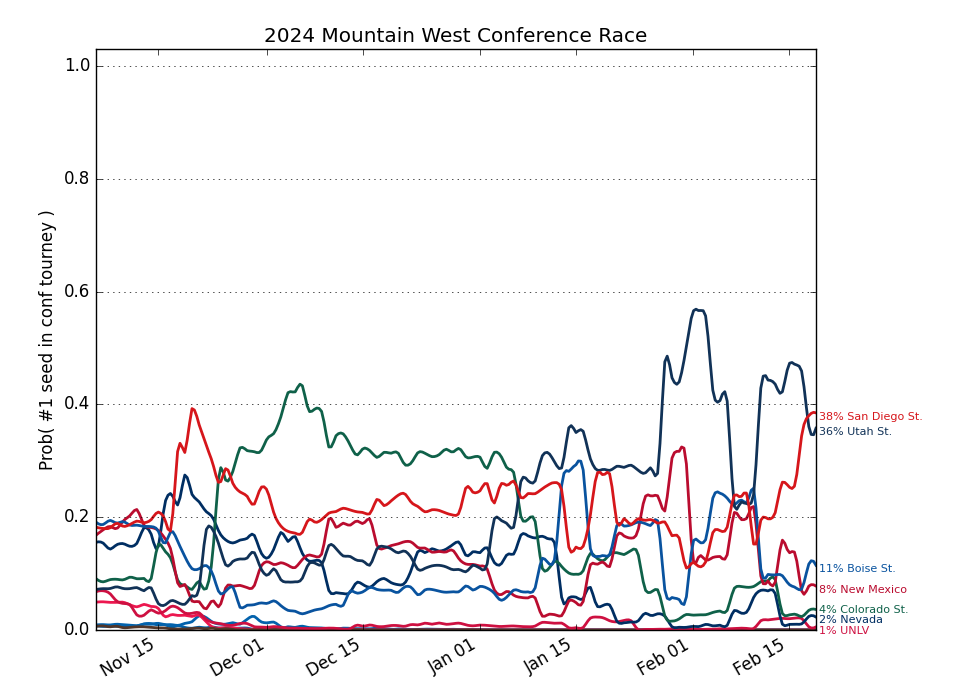 2024 Mountain West Conference Race
Prob( #1 seed in conf tourney )
1.0
0.8
0.6
0.4
0.2
0.0
Nov 15
Dec 01
Dec 15
Jan 01
Jan 15
Feb 01
Feb 15
38% San Diego St.
36% Utah St.
11% Boise St.
8% New Mexico
4% Colorado St.
2% Nevada
1% UNLV